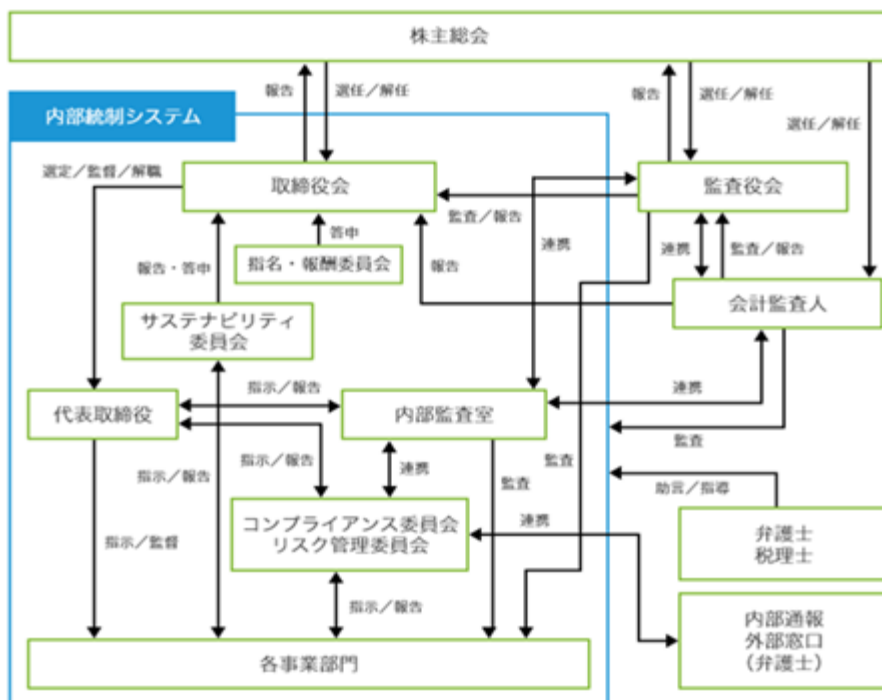 株主総会
報告
選任／解任
報告
選任／解任
選任／解任
内部統制システム
選定／監督／解職
取締役会
監査役会
監査／報告
答申
連携
連携
監査／報告
報告・答申
指名・報酬委員会
報告
会計監査人
サステナビリティ
委員会
指示／報告
連携
代表取締役
内部監査室
監査
指示／報告
指示／報告
連携
監査
監査
助言／指導
コンプライアンス委員会
リスク管理委員会
連携
弁護士
税理士
指示／監督
指示／報告
内部通報
外部窓口
（弁護士）
各事業部門